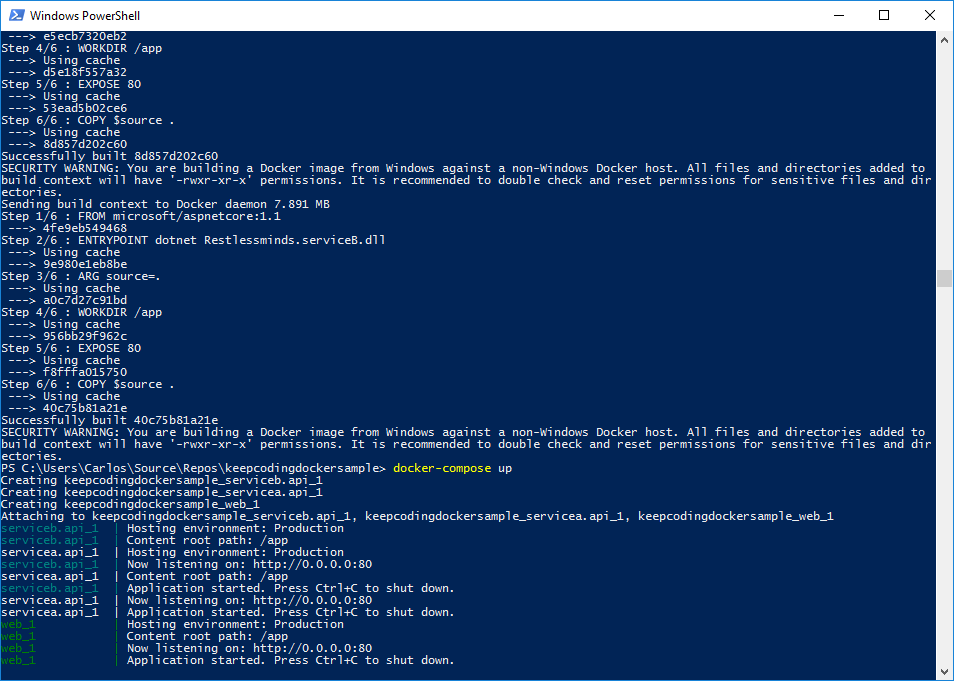 Windows PowerShell
---> e5ecb7320eb2
Step 4/6 : WORKDIR /app
---> Using cache
---> d5e18f557a32
Step 5/6 : EXPOSE 80
---> Using cache
---> 53ead5b02ce6
Step 6/6 : COPY $source .
---> Using cache
---> 8d857d202c60
Successfully built 8d857d202c60
SECURITY WARNING: You are building a Docker image from Windows against a non-Windows Docker host. All files and directories added to
build context will have '-rwxr-xr-x' permissions. It is recommended to double check and reset permissions for sensitive files and dir
ectories.
Sending build context to Docker daemon 7.891 MB
Step 1/6 : FROM microsoft/aspnetcore:1.1
---> 4fe9eb549468
Step 2/6 : ENTRYPOINT dotnet Restlessminds.serviceB.dll
---> Using cache
---> 9e980e1eb8be
Step 3/6 : ARG source=.
---> Using cache
---> a0c7d27c91bd
Step 4/6 : WORKDIR /app
---> Using cache
---> 956bb29f962c
Step 5/6 : EXPOSE 80
---> Using cache
---> f8fffa015750
Step 6/6 : COPY $source .
---> Using cache
---> 40c75b81a21e
Successfully built 40c75b81a21e
SECURITY WARNING: You are building a Docker image from Windows against a non-Windows Docker host. All files and directories added to
build context will have '-rwxr-xr-x' permissions. It is recommended to double check and reset permissions for sensitive files and dir
ectories.
PS C:\Users\Carlos\Source\Repos\keepcodingdockersample> docker-compose up
Creating keepcodingdockersample_serviceb.api_1
Creating keepcodingdockersample_servicea.api_1
Creating keepcodingdockersample_web_1
Attaching to keepcodingdockersample_serviceb.api_1, keepcodingdockersample_servicea.api_1, keepcodingdockersample_web_1
serviceb.api_1 | Hosting environment: Production
serviceb.api_1 | Content root path: /app
servicea.api_1 | Hosting environment: Production
serviceb.api_1 | Now listening on: http://0.0.0.0:80
servicea.api_1 | Content root path: /app
serviceb.api_1 | Application started. Press Ctrl+C to shut down.
servicea.api_1 | Now listening on: http://0.0.0.0:80
servicea.api_1 | Application started. Press Ctrl+C to shut down.
web_1 | Hosting environment: Production
web_1 | Content root path: /app
web_1 | Now listening on: http://0.0.0.0:80
web_1 | Application started. Press Ctrl+C to shut down.